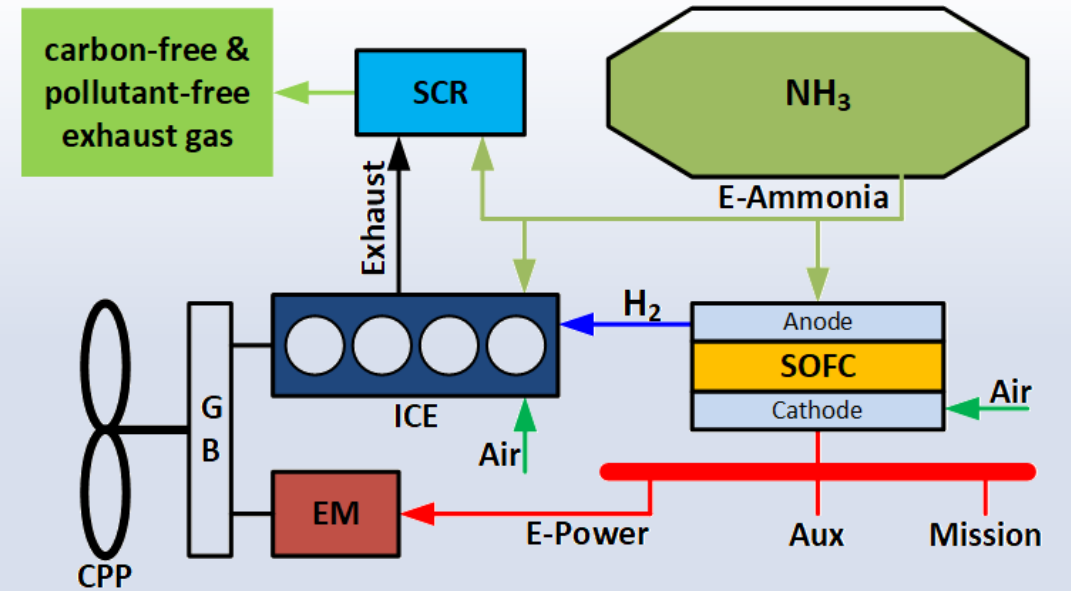 carbon-free &
pollutant-free
exhaust gas
SCR
NH₃
E-Ammonia
Exhaust
H₂
Anode
SOFC
Cathode
Air
ICE
Air
G
B
EM
E-Power
Aux
Mission
CPP